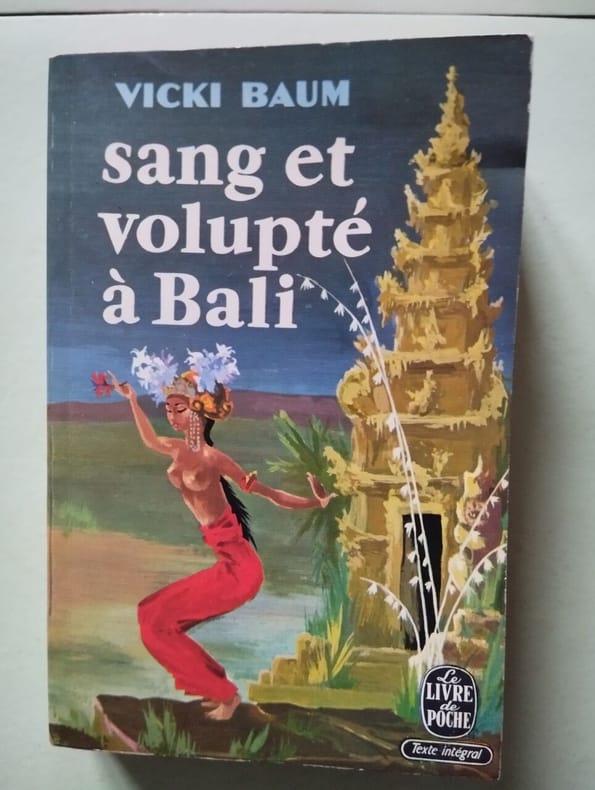 VICKI BAUM
sang et
volupté
à Bali
Le
LIVRE
de
POCHE
Texte intégral